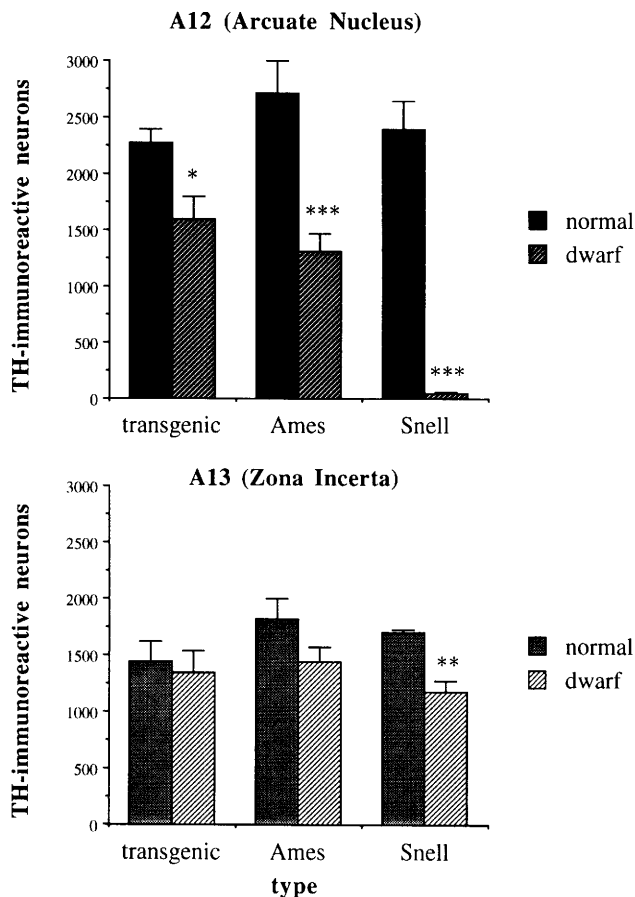 A12 (Arcuate Nucleus)
TH-immunoreactive neurons
3000
2500
2000
1500
1000
500
0
*
***
***
transgenic
Ames
Snell
normal
dwarf
A13 (Zona Incerta)
TH-immunoreactive neurons
3000
2500
2000
1500
1000
500
0
**
transgenic
Ames
Snell
type
normal
dwarf